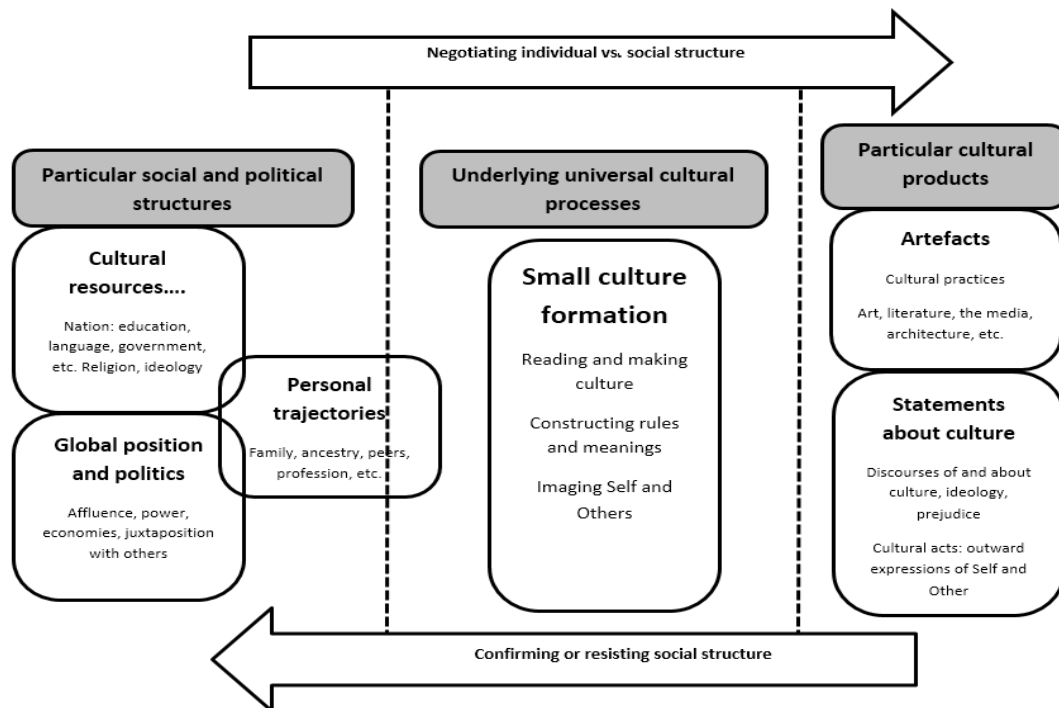 Negotiating individual vs. social structure
Particular social and political
structures
Cultural
resources....
Nation: education,
language, government,
etc. Religion, ideology
Personal
trajectories
Family, ancestry, peers,
profession, etc.
Global position
and politics
Affluence, power,
economies, juxtaposition
with others
Underlying universal cultural
processes
Small culture
formation
Reading and making
culture
Constructing rules
and meanings
Imaging Self and
Others
Particular cultural
products
Artefacts
Cultural practices
Art, literature, the media,
architecture, etc.
Statements
about culture
Discourses of and about
culture, ideology,
prejudice
Cultural acts: outward
expressions of Self and
Other
Confirming or resisting social structure